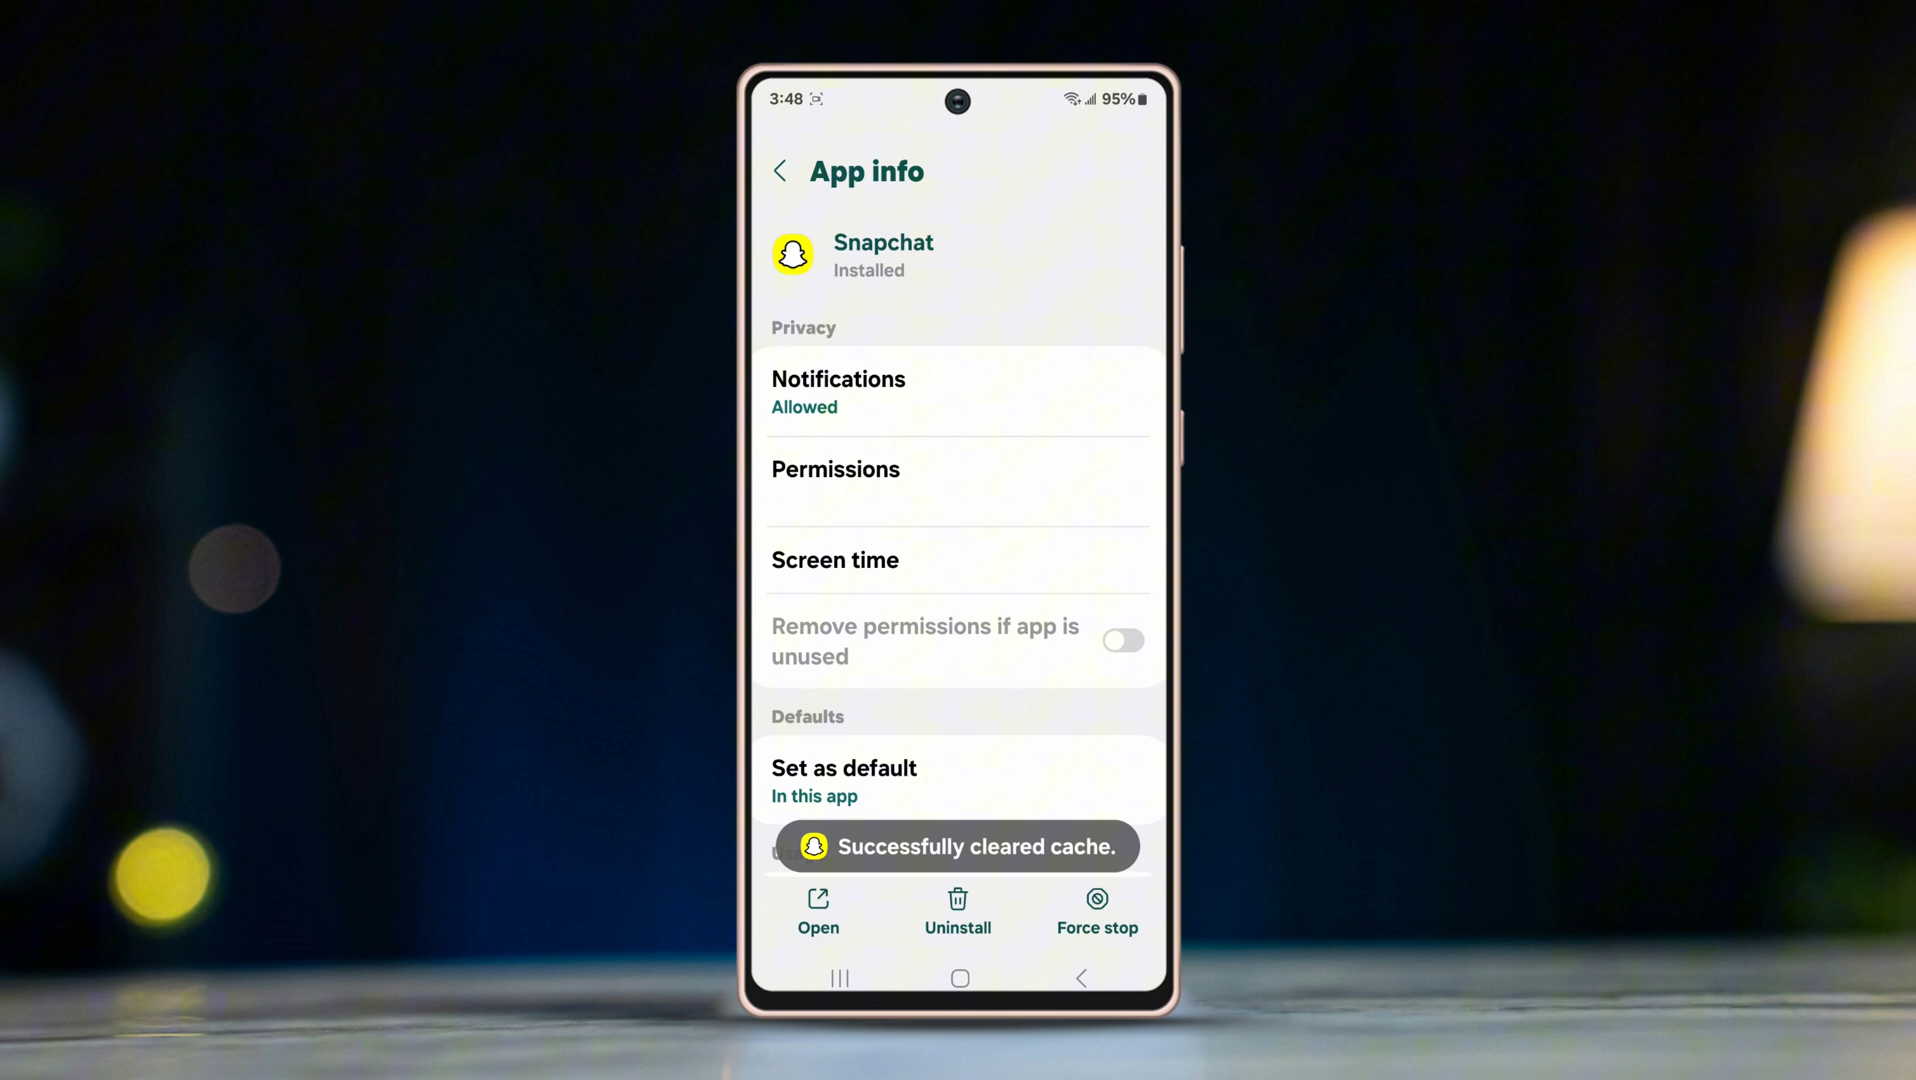 3:48
95%
App info
Snapchat
Installed
Privacy
Notifications
Allowed
Permissions
Screen time
Remove permissions if app is
unused
Defaults
Set as default
In this app
Successfully cleared cache.
Open
Uninstall
Force stop